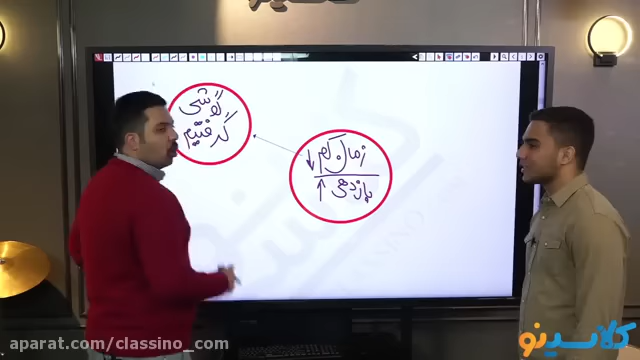 گوشی
گرفتیم
زمان کم ↓
بازدهی ↑
کلاسینو
aparat.com/classino_com